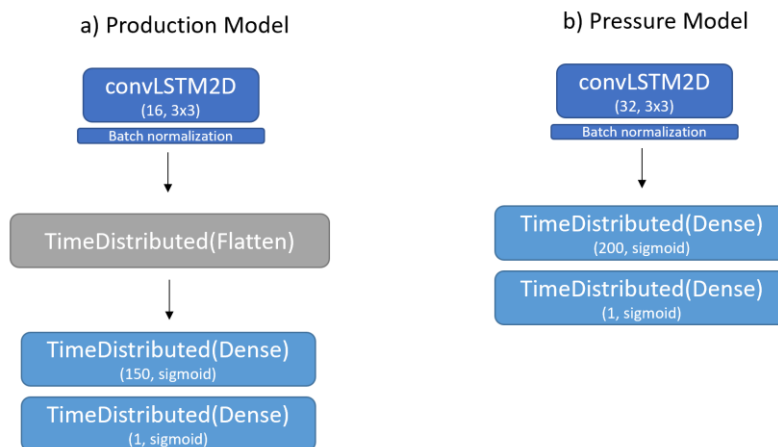 a) Production Model
convLSTM2D
(16, 3x3)
Batch normalization
TimeDistributed(Flatten)
TimeDistributed(Dense)
(150, sigmoid)
TimeDistributed(Dense)
(1, sigmoid)
b) Pressure Model
convLSTM2D
(32, 3x3)
Batch normalization
TimeDistributed(Dense)
(200, sigmoid)
TimeDistributed(Dense)
(1, sigmoid)